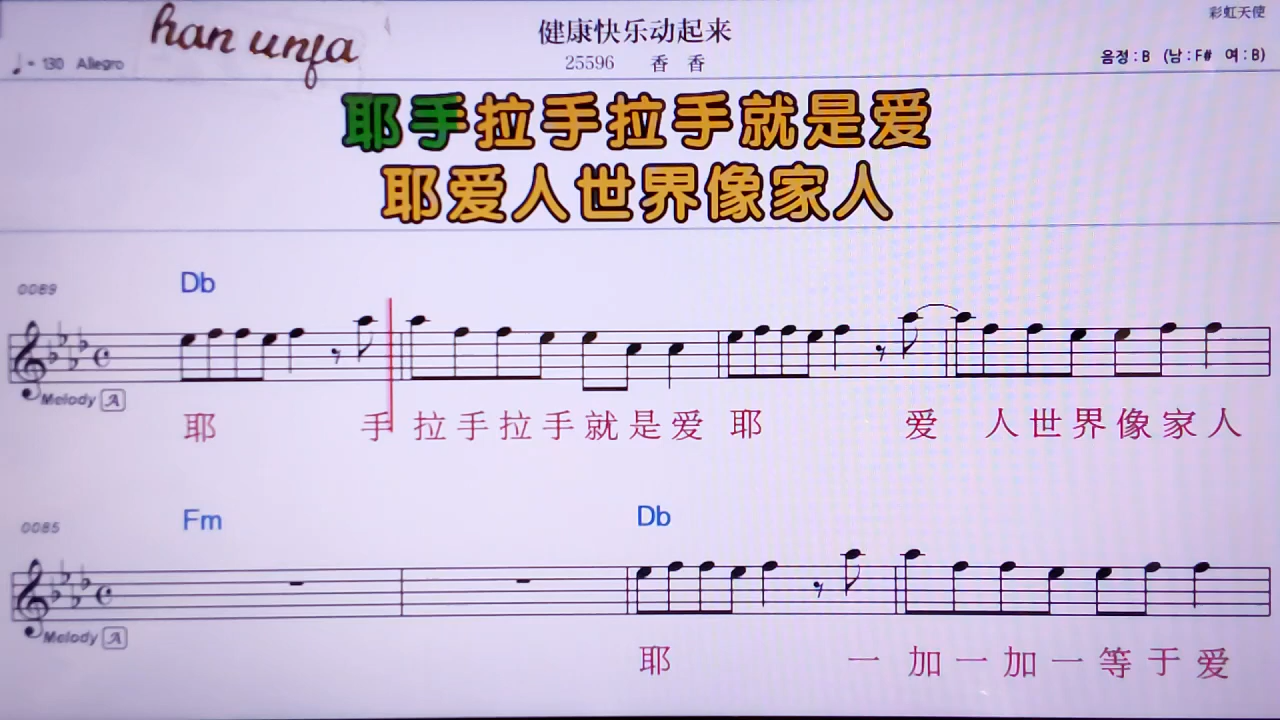 han unja
健康快乐动起来
彩虹天使
♩= 130 Allegro
25596 香 香
음정 : B (남 : F# 여 : B)
耶手拉手拉手就是爱
耶爱人世界像家人
0089
Db
Melody A
耶 手 拉 手 拉 手 就 是 爱 耶 爱 人 世 界 像 家 人
0085
Fm Db
Melody A
耶 一 加 一 加 一 等 于 爱